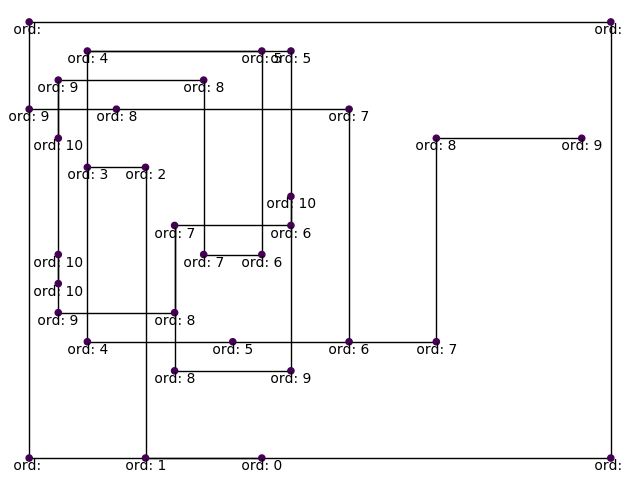 ord: ord:
ord: 4 ord: 5 ord: 5
ord: 9 ord: 8
ord: 9 ord: 8 ord: 7
ord: 10 ord: 8 ord: 9
ord: 3 ord: 2
ord: 10
ord: 7 ord: 6
ord: 10 ord: 7 ord: 6
ord: 10
ord: 9 ord: 8
ord: 4 ord: 5 ord: 6 ord: 7
ord: 8 ord: 9
ord: ord: 1 ord: 0 ord: